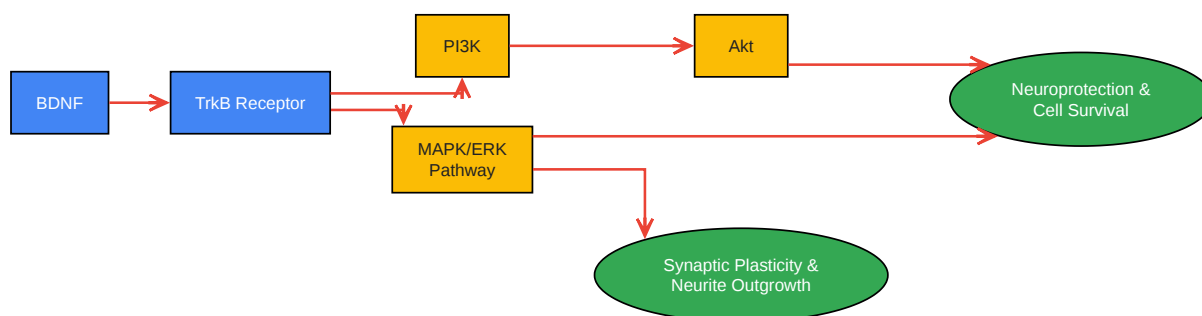 BDNF
TrkB Receptor
PI3K
Akt
MAPK/ERK
Pathway
Neuroprotection &
Cell Survival
Synaptic Plasticity &
Neurite Outgrowth